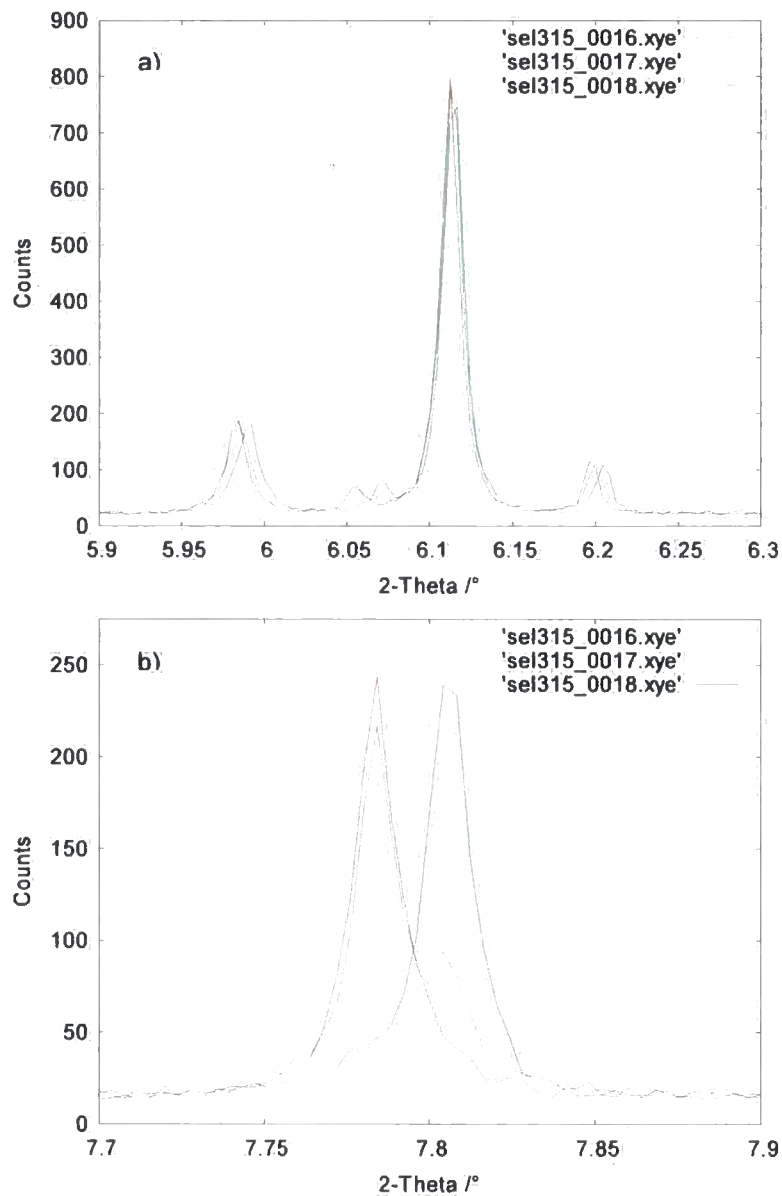 900
800
700
600
500
400
300
200
100
0
Counts
a)
'sel315_0016.xye'
'sel315_0017.xye'
'sel315_0018.xye'
5.9 5.95 6 6.05 6.1 6.15 6.2 6.25 6.3
2-Theta /°
250
200
150
100
50
0
Counts
b)
'sel315_0016.xye'
'sel315_0017.xye'
'sel315_0018.xye'
7.7 7.75 7.8 7.85 7.9
2-Theta /°